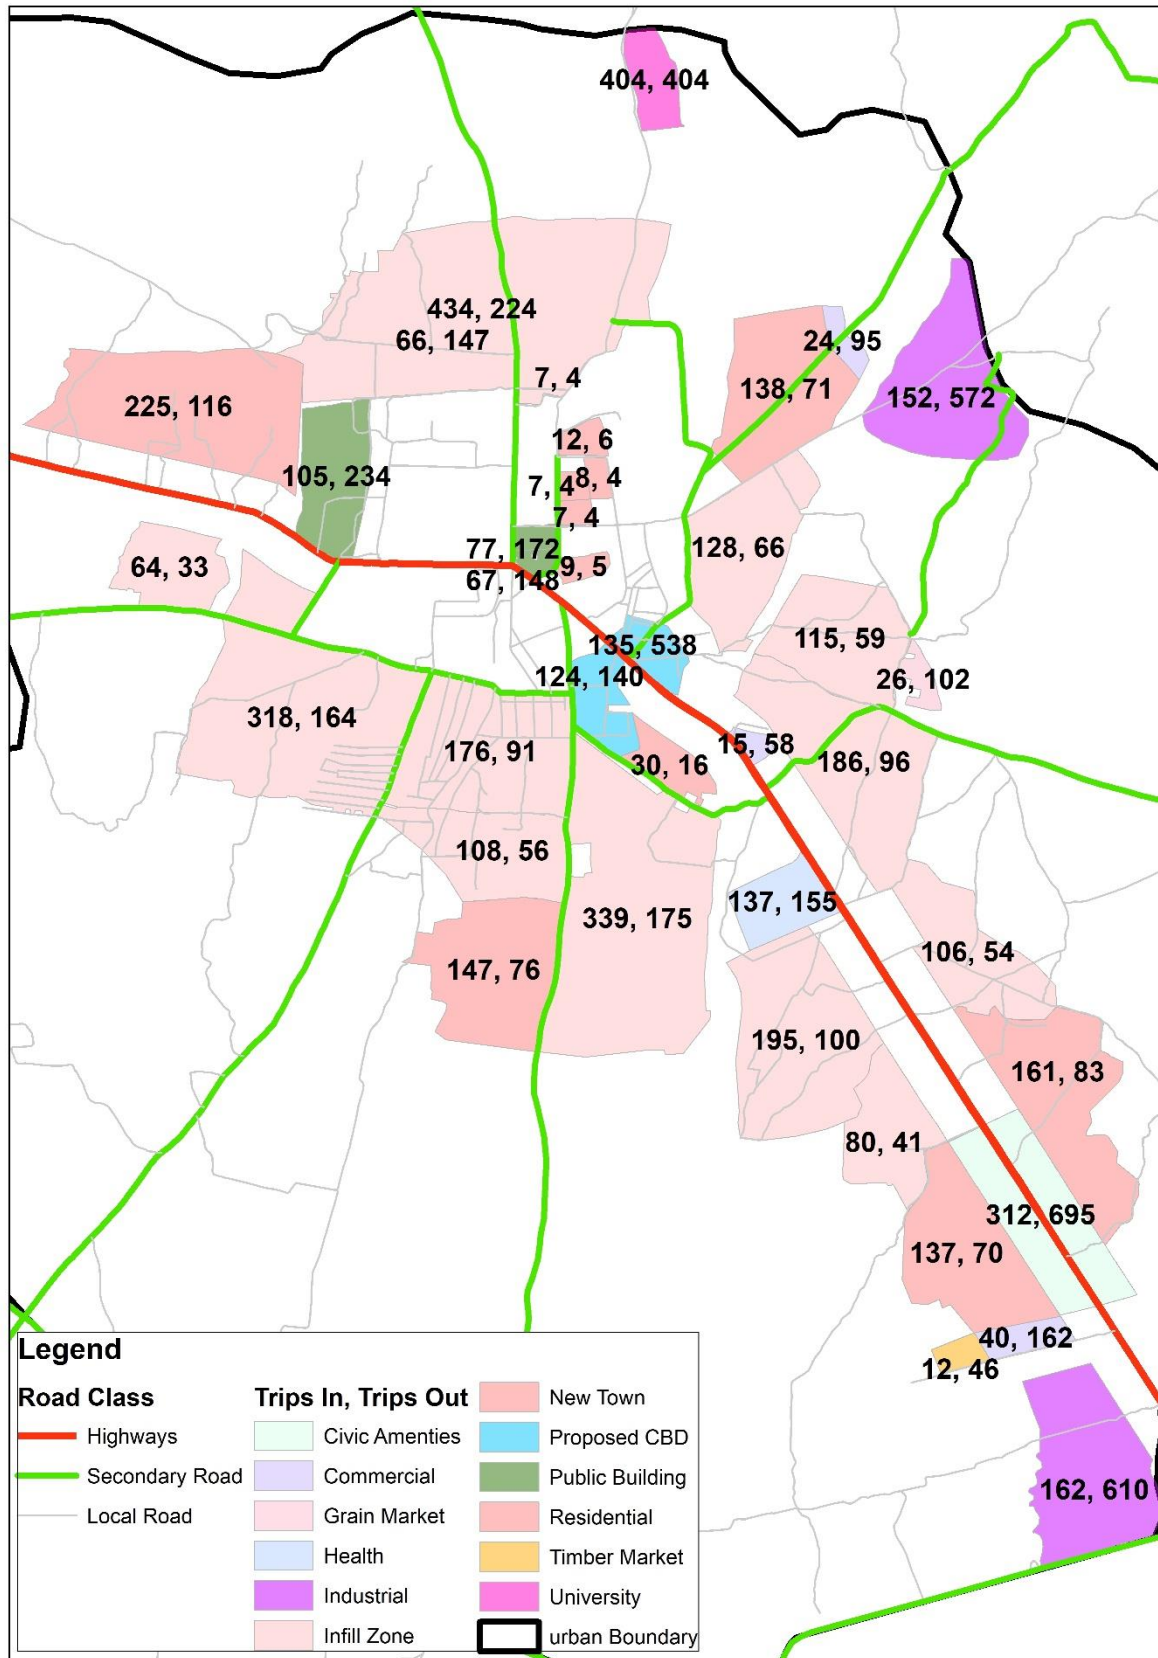 404, 404
434, 224
66, 147
24, 95
7, 4
138, 71
152, 572
225, 116
12, 6
105, 234
7, 4
8, 4
7, 4
77, 172
128, 66
64, 33
67, 148
9, 5
135, 538
115, 59
124, 140
26, 102
318, 164
176, 91
15, 58
30, 16
186, 96
108, 56
137, 155
339, 175
106, 54
147, 76
195, 100
161, 83
80, 41
312, 695
137, 70
40, 162
12, 46
162, 610
Legend
Road Class
Highways
Secondary Road
Local Road
Trips In, Trips Out
Civic Amenties
Commercial
Grain Market
Health
Industrial
Infill Zone
New Town
Proposed CBD
Public Building
Residential
Timber Market
University
urban Boundary